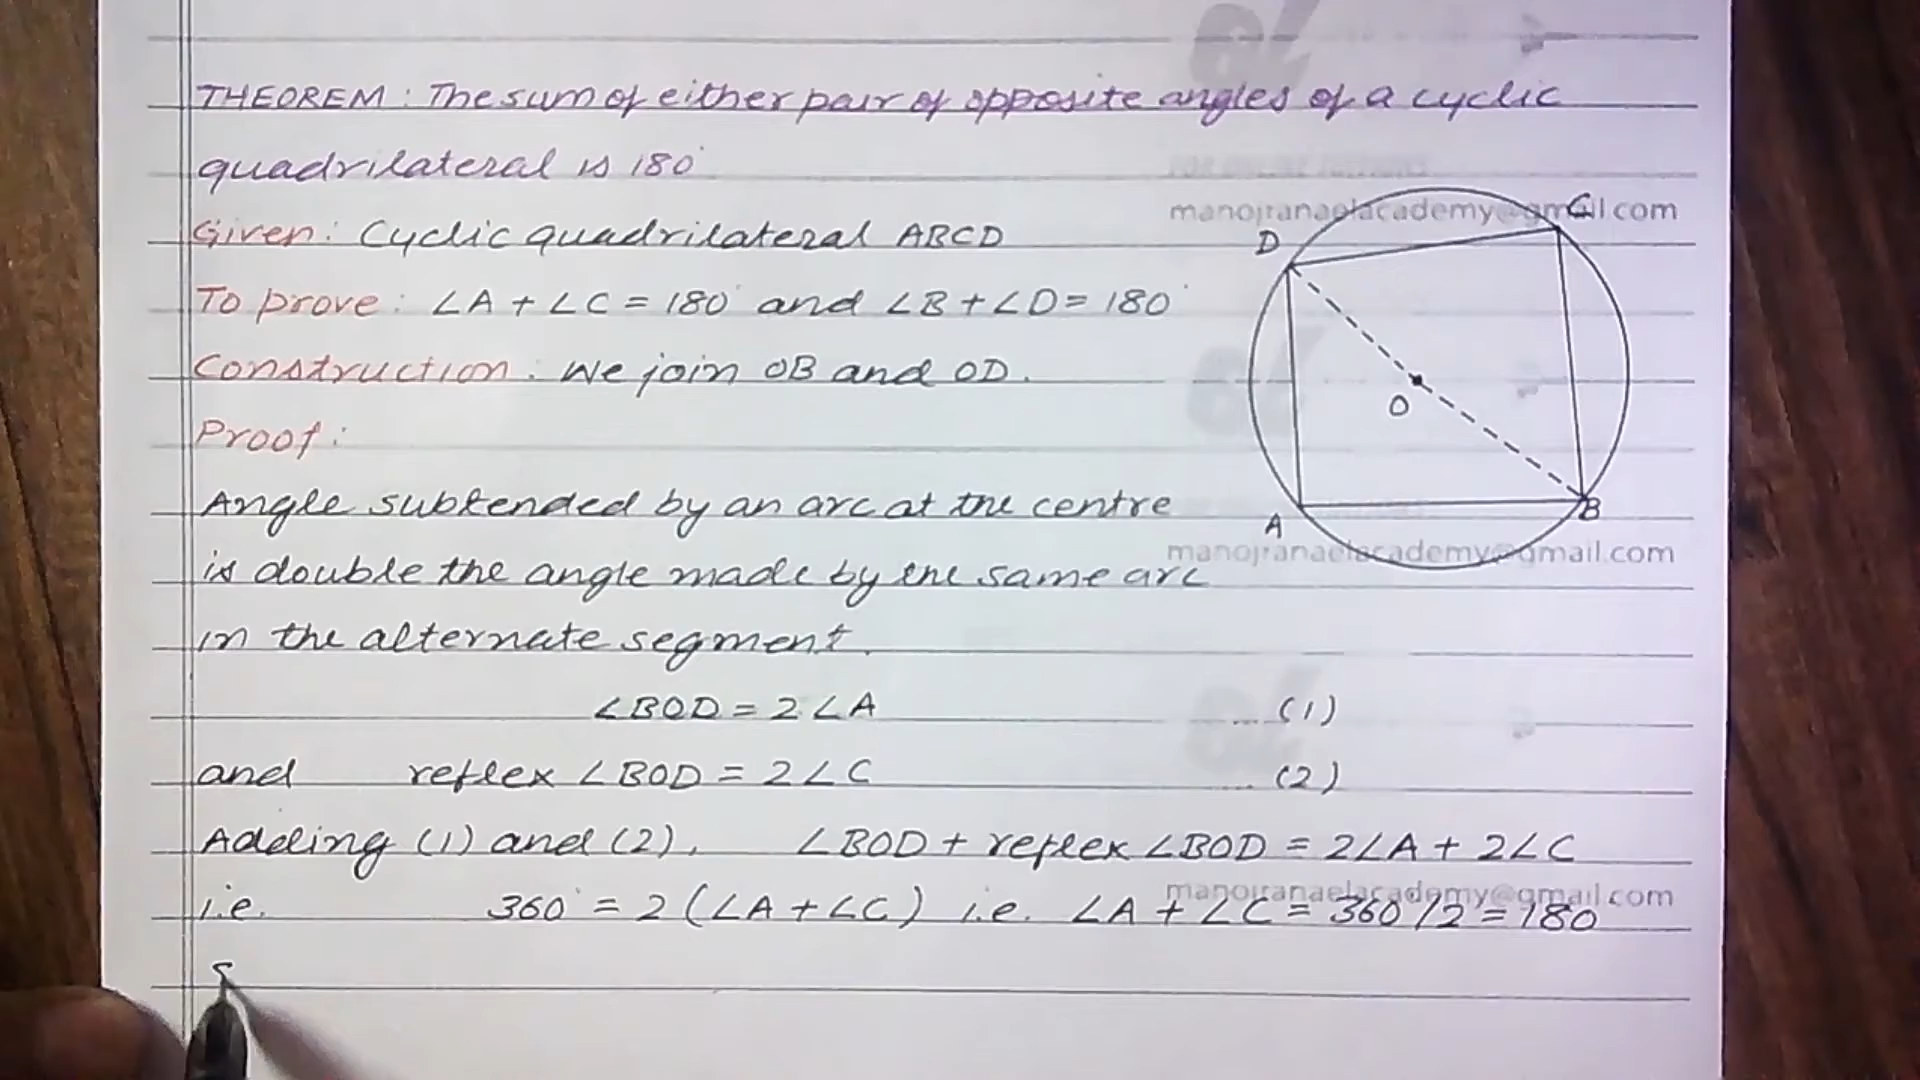 THEOREM: The sum of either pair of opposite angles of a cyclic
quadrilateral is 180°
manojranaelacademy@gmail.com
Given: Cyclic quadrilateral ABCD
To prove: ∠A + ∠C = 180° and ∠B + ∠D = 180°
Construction: We join OB and OD.
Proof:
D
C
O
A
B
Angle subtended by an arc at the centre
manojranaelacademy@gmail.com
is double the angle made by the same arc
in the alternate segment.
∠BOD = 2∠A ... (1)
and reflex ∠BOD = 2∠C ... (2)
Adding (1) and (2), ∠BOD + reflex ∠BOD = 2∠A + 2∠C
manojranaelacademy@gmail.com
i.e. 360° = 2(∠A + ∠C) i.e. ∠A + ∠C = 360/2 = 180